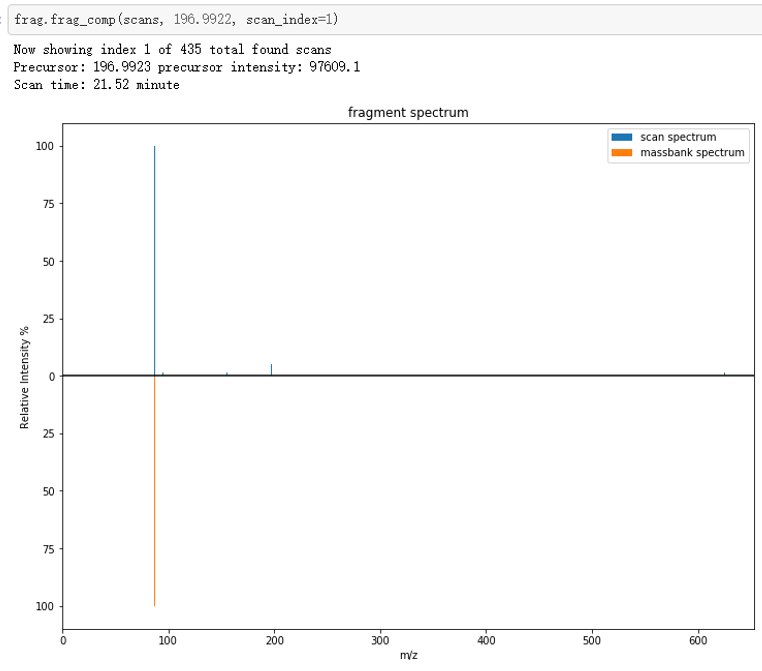 frag.frag_comp(scans, 196.9922, scan_index=1)
Now showing index 1 of 435 total found scans
Precursor: 196.9923 precursor intensity: 97609.1
Scan time: 21.52 minute
fragment spectrum
scan spectrum
massbank spectrum
100
75
50
25
0
25
50
75
100
Relative Intensity %
0 100 200 300 400 500 600
m/z